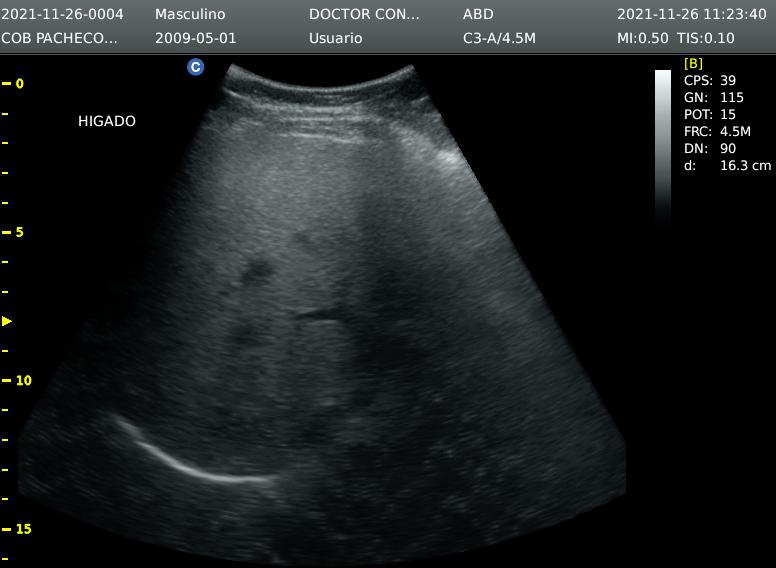 2021-11-26-0004 Masculino DOCTOR CON... ABD 2021-11-26 11:23:40
COB PACHECO... 2009-05-01 Usuario C3-A/4.5M MI:0.50 TIS:0.10
C
[B]
CPS: 39
GN: 115
POT: 15
FRC: 4.5M
DN: 90
d: 16.3 cm
HIGADO
0
5
10
15